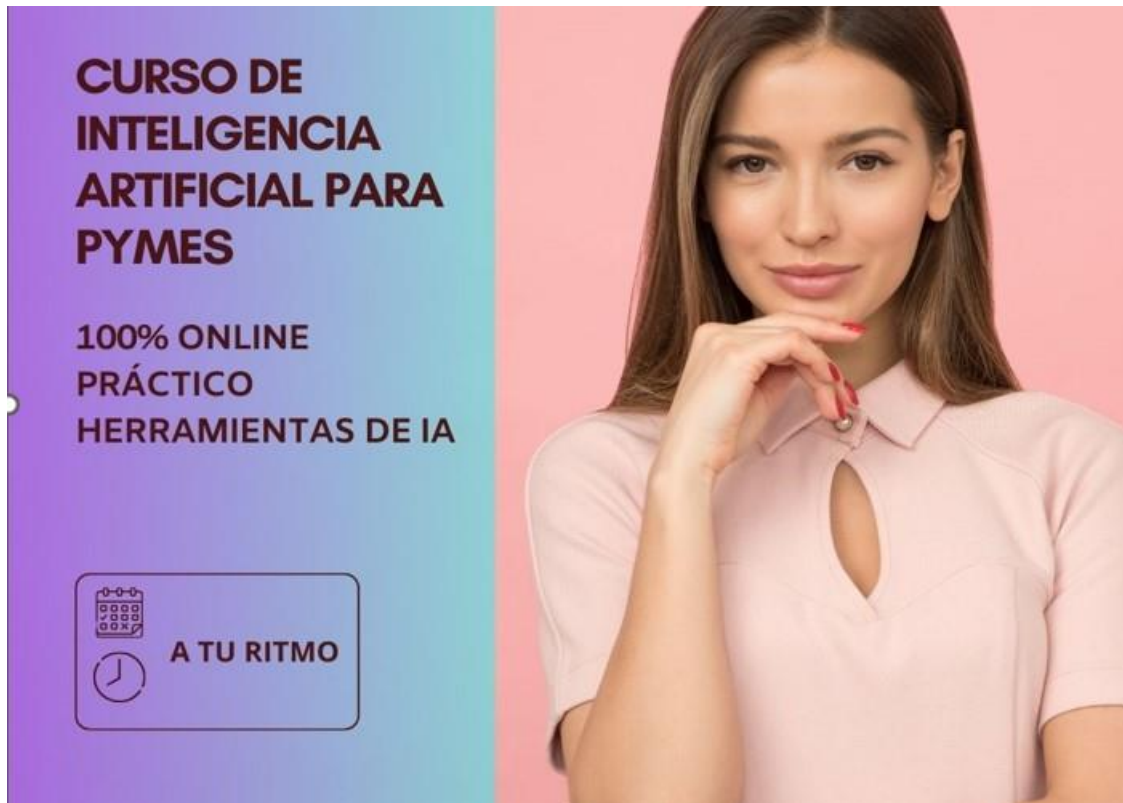 CURSO DE
INTELIGENCIA
ARTIFICIAL PARA
PYMES
100% ONLINE
PRÁCTICO
HERRAMIENTAS DE IA
A TU RITMO